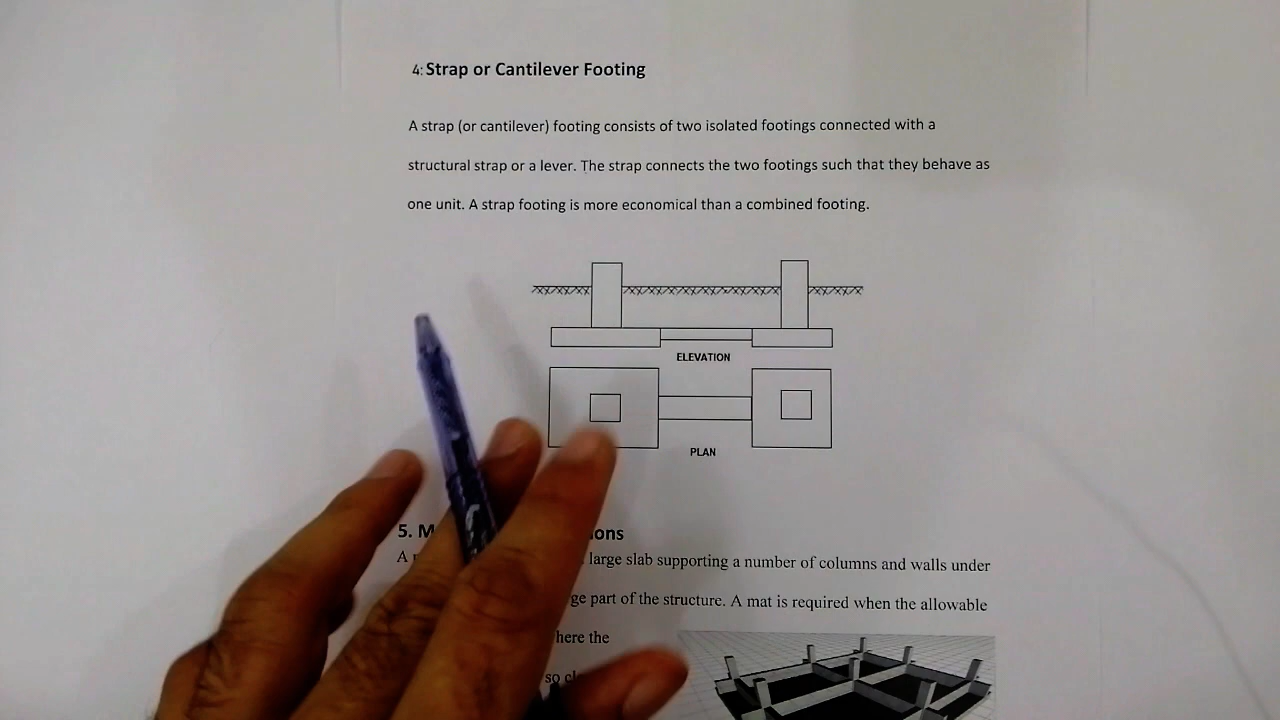 4: Strap or Cantilever Footing
A strap (or cantilever) footing consists of two isolated footings connected with a
structural strap or a lever. The strap connects the two footings such that they behave as
one unit. A strap footing is more economical than a combined footing.
ELEVATION
PLAN
5.
A large slab supporting a number of columns and walls under
part of the structure. A mat is required when the allowable
the
so